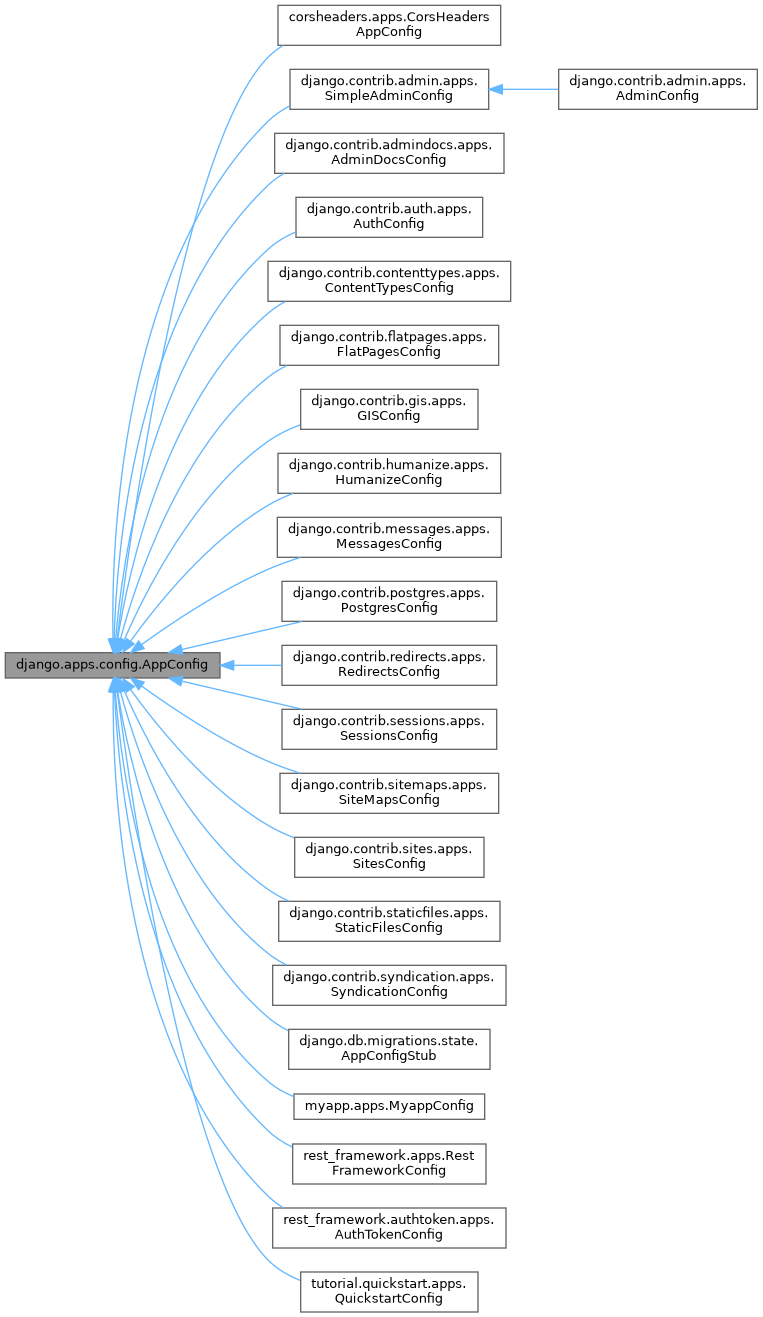 corsheaders.apps.CorsHeaders
AppConfig
django.contrib.admin.apps.
SimpleAdminConfig
django.contrib.admin.apps.
AdminConfig
django.contrib.admindocs.apps.
AdminDocsConfig
django.contrib.auth.apps.
AuthConfig
django.contrib.contenttypes.apps.
ContentTypesConfig
django.contrib.flatpages.apps.
FlatPagesConfig
django.contrib.gis.apps.
GISConfig
django.contrib.humanize.apps.
HumanizeConfig
django.contrib.messages.apps.
MessagesConfig
django.contrib.postgres.apps.
PostgresConfig
django.apps.config.AppConfig
django.contrib.redirects.apps.
RedirectsConfig
django.contrib.sessions.apps.
SessionsConfig
django.contrib.sitemaps.apps.
SiteMapsConfig
django.contrib.sites.apps.
SitesConfig
django.contrib.staticfiles.apps.
StaticFilesConfig
django.contrib.syndication.apps.
SyndicationConfig
django.db.migrations.state.
AppConfigStub
myapp.apps.MyappConfig
rest_framework.apps.Rest
FrameworkConfig
rest_framework.authtoken.apps.
AuthTokenConfig
tutorial.quickstart.apps.
QuickstartConfig